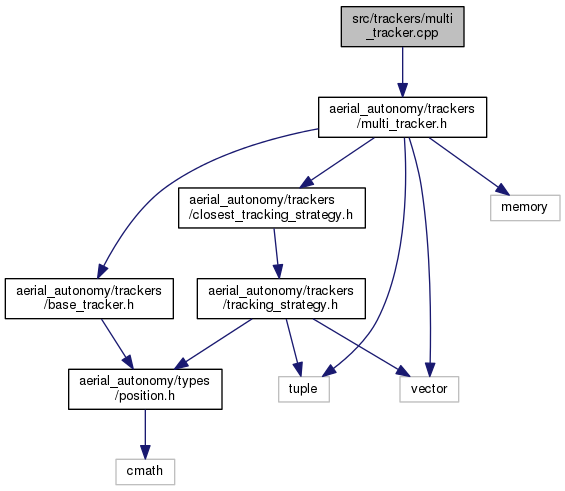 src/trackers/multi
_tracker.cpp
aerial_autonomy/trackers
/multi_tracker.h
aerial_autonomy/trackers
/closest_tracking_strategy.h
memory
aerial_autonomy/trackers
/base_tracker.h
aerial_autonomy/trackers
/tracking_strategy.h
aerial_autonomy/types
/position.h
tuple
vector
cmath